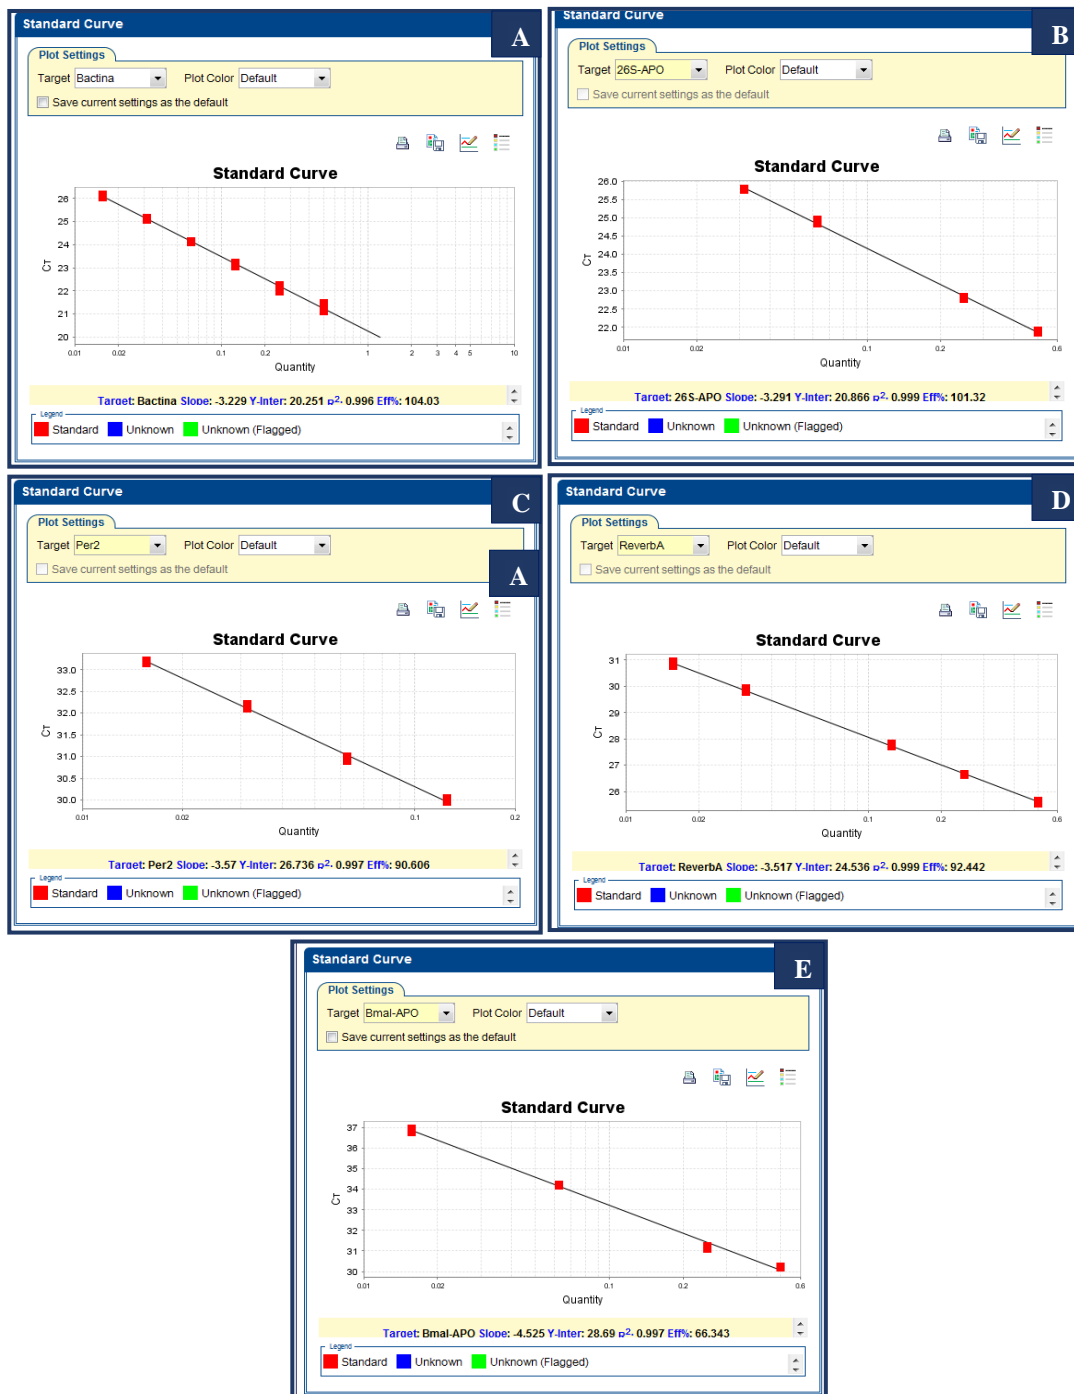 Standard Curve
A
Plot Settings
Target Bactina Plot Color Default
Save current settings as the default
Standard Curve
26
25
24
23
22
21
20
CT
0.01 0.02 0.1 0.2 1 2 3 4 5 10
Quantity
Target: Bactina Slope: -3.229 Y-Inter: 20.251 R2: 0.996 Eff%: 104.03
Legend
Standard Unknown Unknown (Flagged)
Standard Curve
B
Plot Settings
Target 26S-APO Plot Color Default
Save current settings as the default
Standard Curve
26.0
25.5
25.0
24.5
24.0
23.5
23.0
22.5
22.0
CT
0.01 0.02 0.1 0.2 0.6
Quantity
Target: 26S-APO Slope: -3.291 Y-Inter: 20.866 R2: 0.999 Eff%: 101.32
Legend
Standard Unknown Unknown (Flagged)
Standard Curve
C
Plot Settings
Target Per2 Plot Color Default
A
Save current settings as the default
Standard Curve
33.0
32.5
32.0
31.5
31.0
30.5
30.0
CT
0.01 0.02 0.1 0.2
Quantity
Target: Per2 Slope: -3.57 Y-Inter: 26.736 R2: 0.997 Eff%: 90.606
Legend
Standard Unknown Unknown (Flagged)
Standard Curve
D
Plot Settings
Target ReverbA Plot Color Default
Save current settings as the default
Standard Curve
31
30
29
28
27
26
CT
0.01 0.02 0.1 0.2 0.6
Quantity
Target: ReverbA Slope: -3.517 Y-Inter: 24.536 R2: 0.999 Eff%: 92.442
Legend
Standard Unknown Unknown (Flagged)
Standard Curve
E
Plot Settings
Target Bmal-APO Plot Color Default
Save current settings as the default
Standard Curve
37
36
35
34
33
32
31
30
CT
0.01 0.02 0.1 0.2 0.6
Quantity
Target: Bmal-APO Slope: -4.525 Y-Inter: 28.69 R2: 0.997 Eff%: 66.343
Legend
Standard Unknown Unknown (Flagged)